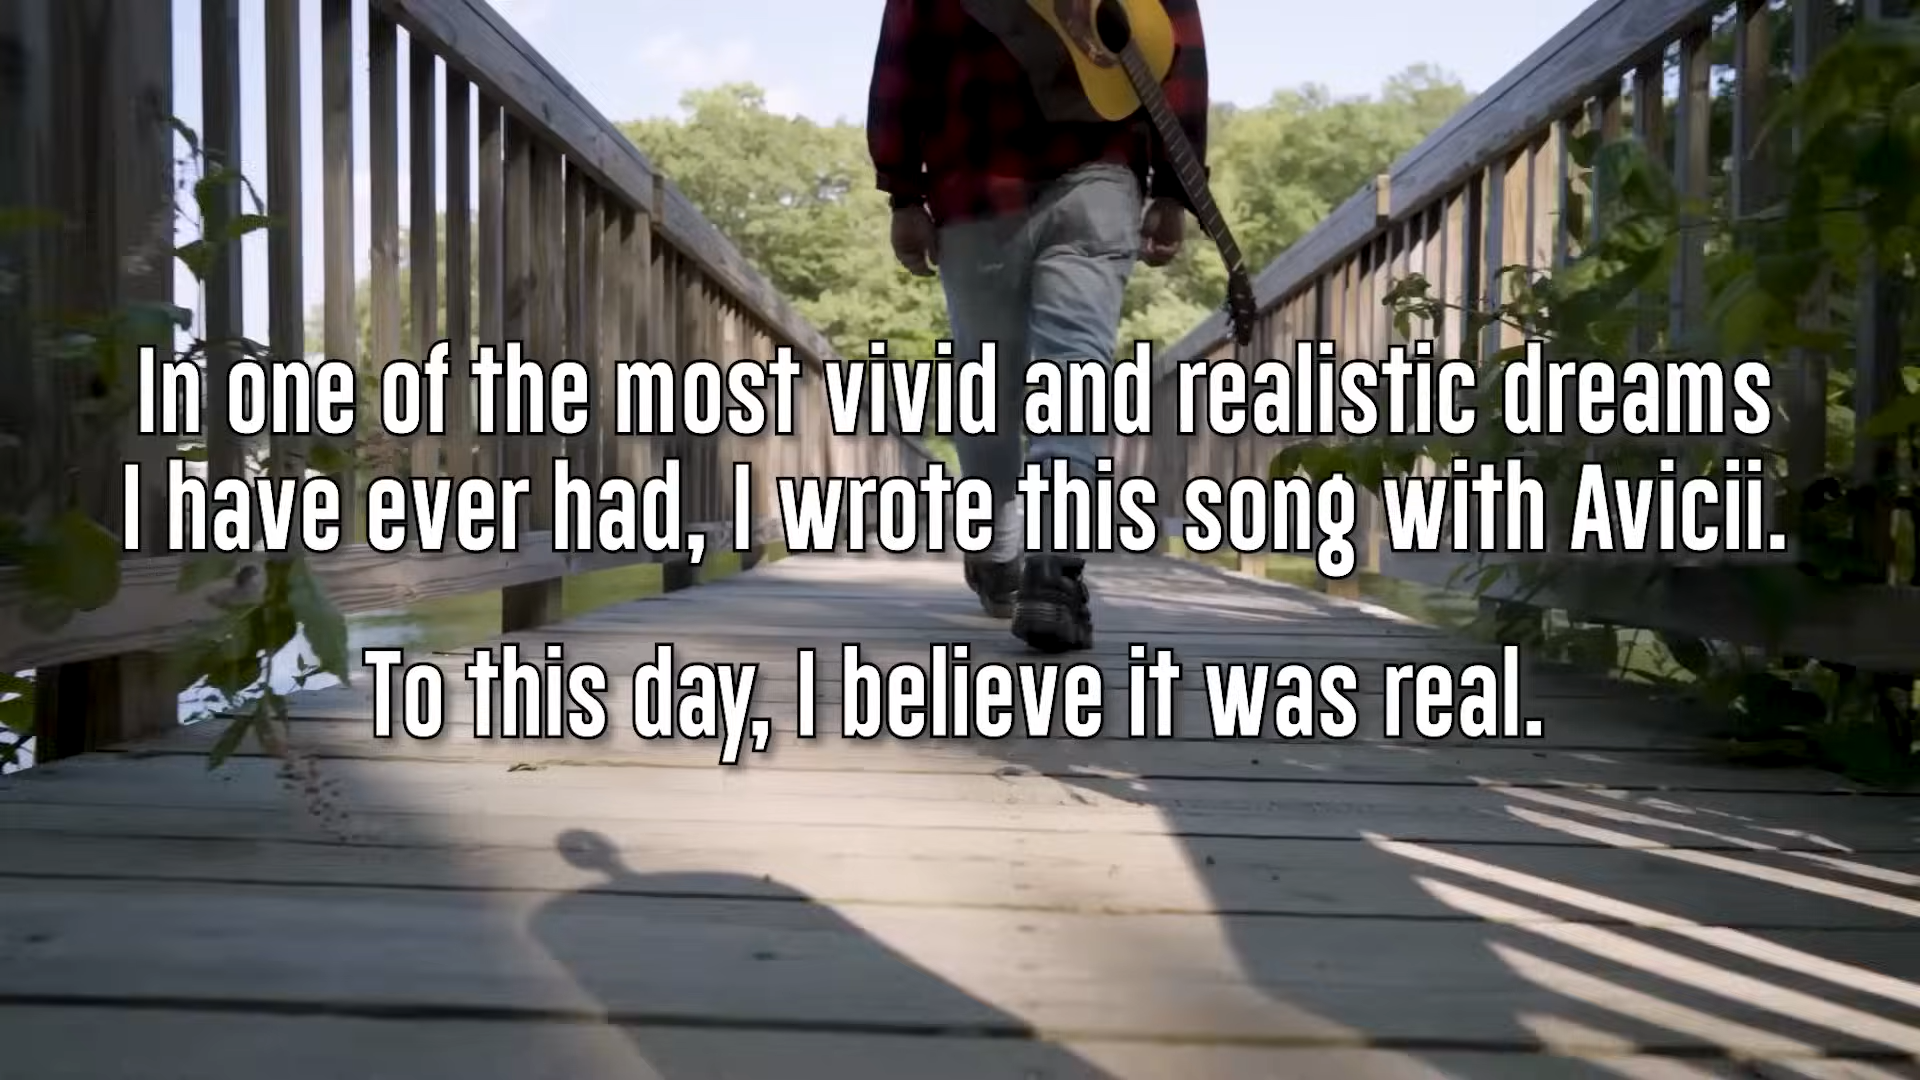 In one of the most vivid and realistic dreams
I have ever had, I wrote this song with Avicii.
To this day, I believe it was real.